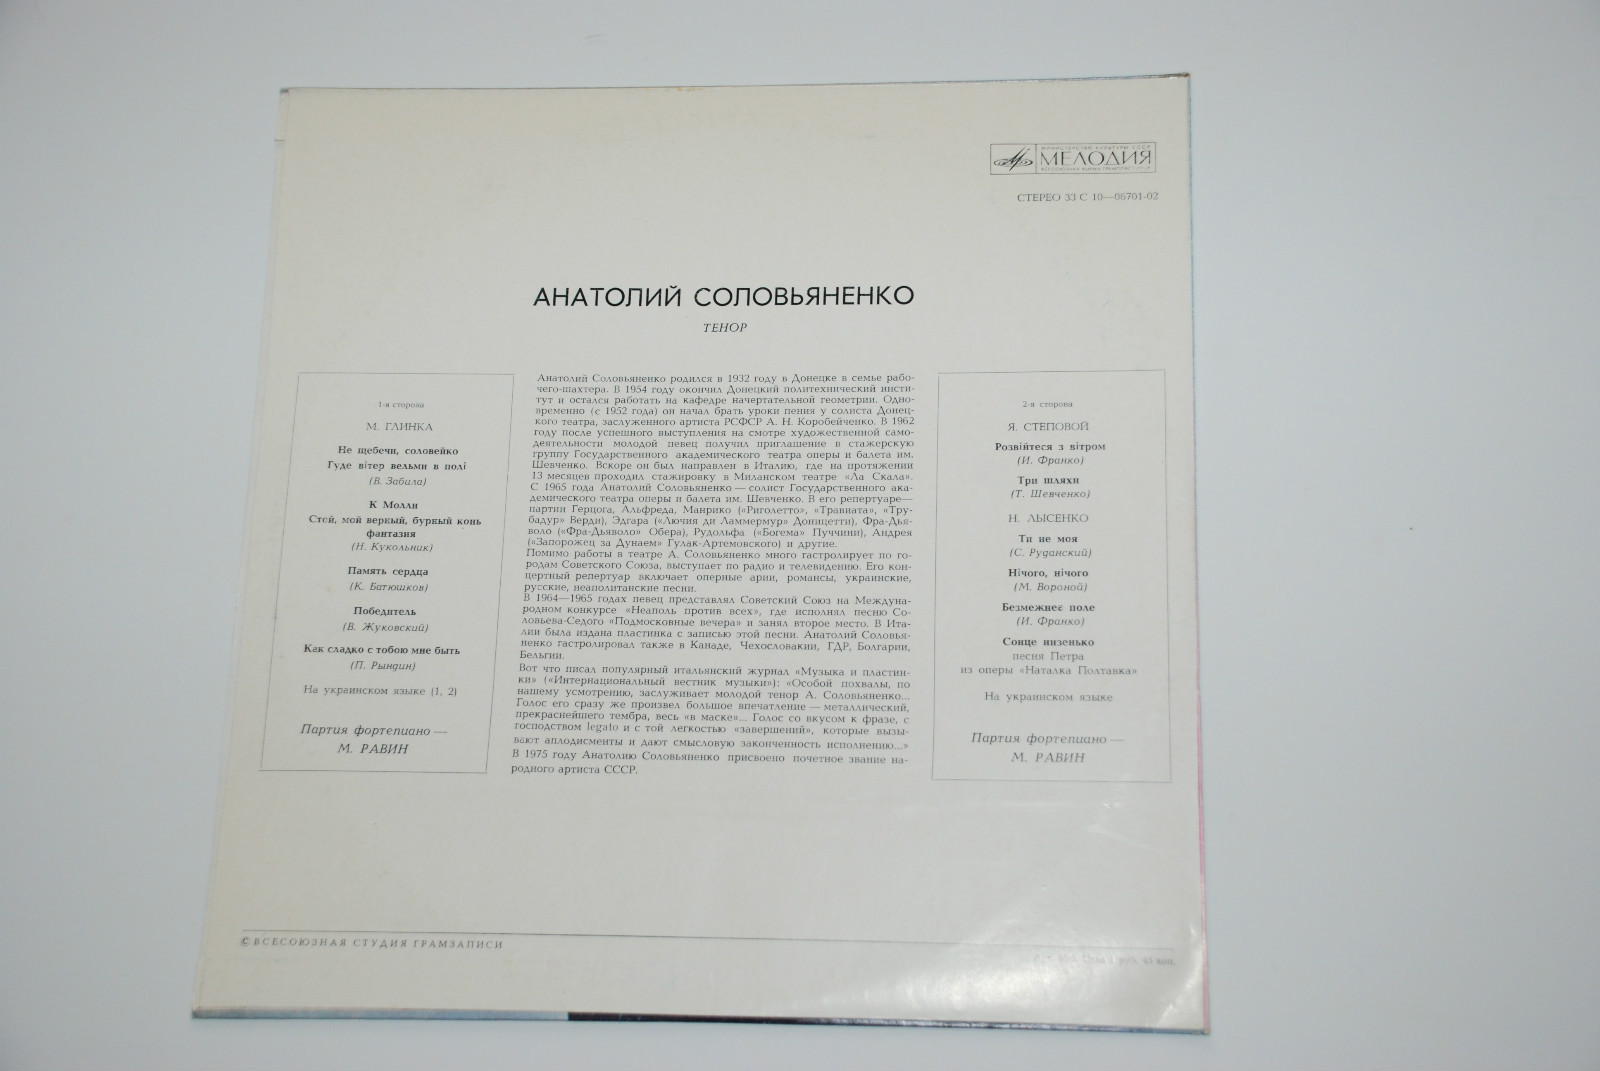 МИНИСТЕРСТВО КУЛЬТУРЫ СССР
МЕЛОДИЯ
СТЕРЕО 33 С 10—06701-02
АНАТОЛИЙ СОЛОВЬЯНЕНКО
ТЕНОР
1-я сторона
М. ГЛИНКА
Не щебечи, соловейко
Гуде вітер вельми в полі
(В. Забила)
К Молли
Стой, мой верный, бурный конь
фантазия
(Н. Кукольник)
Память сердца
(К. Батюшков)
Победитель
(В. Жуковский)
Как сладко с тобою мне быть
(П. Рындин)
На украинском языке (1, 2)
Партия фортепиано —
М. РАВИН
Анатолий Соловьяненко родился в 1932 году в Донецке в семье рабо-
чего-шахтера. В 1954 году окончил Донецкий политехнический инсти-
тут и остался работать на кафедре начертательной геометрии. Одно-
временно (с 1952 года) он начал брать уроки пения у солиста Донец-
кого театра, заслуженного артиста РСФСР А. Н. Коробейченко. В 1962
году после успешного выступления на смотре художественной само-
деятельности молодой певец получил приглашение в стажерскую
группу Государственного академического театра оперы и балета им.
Шевченко. Вскоре он был направлен в Италию, где на протяжении
13 месяцев проходил стажировку в Миланском театре «Ла Скала».
С 1965 года Анатолий Соловьяненко — солист Государственного ака-
демического театра оперы и балета им. Шевченко. В его репертуаре—
партии Герцога, Альфреда, Манрико («Риголетто», «Травиата», «Тру-
бадур» Верди), Эдгара («Лючия ди Ламмермур» Доницетти), Фра-Дья-
воло («Фра-Дьяволо» Обера), Рудольфа («Богема» Пуччини), Андрея
(«Запорожец за Дунаем» Гулак-Артемовского) и другие.
Помимо работы в театре А. Соловьяненко много гастролирует по го-
родам Советского Союза, выступает по радио и телевидению. Его кон-
цертный репертуар включает оперные арии, романсы, украинские,
русские, неаполитанские песни.
В 1964—1965 годах певец представлял Советский Союз на Междуна-
родном конкурсе «Неаполь против всех», где исполнял песню Со-
ловьева-Седого «Подмосковные вечера» и занял второе место. В Ита-
лии была издана пластинка с записью этой песни. Анатолий Соловья-
ненко гастролировал также в Канаде, Чехословакии, ГДР, Болгарии,
Бельгии.
Вот что писал популярный итальянский журнал «Музыка и пластин-
ки» («Интернациональный вестник музыки»): «Особой похвалы, по
нашему усмотрению, заслуживает молодой тенор А. Соловьяненко...
Голос его сразу же произвел большое впечатление — металлический,
прекраснейшего тембра, весь «в маске»... Голос со вкусом к фразе, с
господством legato и с той легкостью «завершений», которые вызы-
вают аплодисменты и дают смысловую законченность исполнению...»
В 1975 году Анатолию Соловьяненко присвоено почетное звание на-
родного артиста СССР.
2-я сторона
Я. СТЕПОВОЙ
Розвійтеся з вітром
(И. Франко)
Три шляхи
(Т. Шевченко)
Н. ЛЫСЕНКО
Ти не моя
(С. Руданский)
Нічого, нічого
(М. Вороной)
Безмежнеє поле
(И. Франко)
Сонце низенько
песня Петра
из оперы «Наталка Полтавка»
На украинском языке
Партия фортепиано —
М. РАВИН
© ВСЕСОЮЗНАЯ СТУДИЯ ГРАМЗАПИСИ